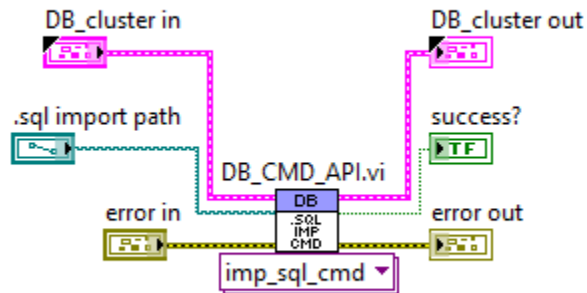 DB_cluster in
DB_cluster out
.sql import path
success?
TF
DB_CMD_API.vi
DB
.SQL
IMP
CMD
error in
error out
imp_sql_cmd